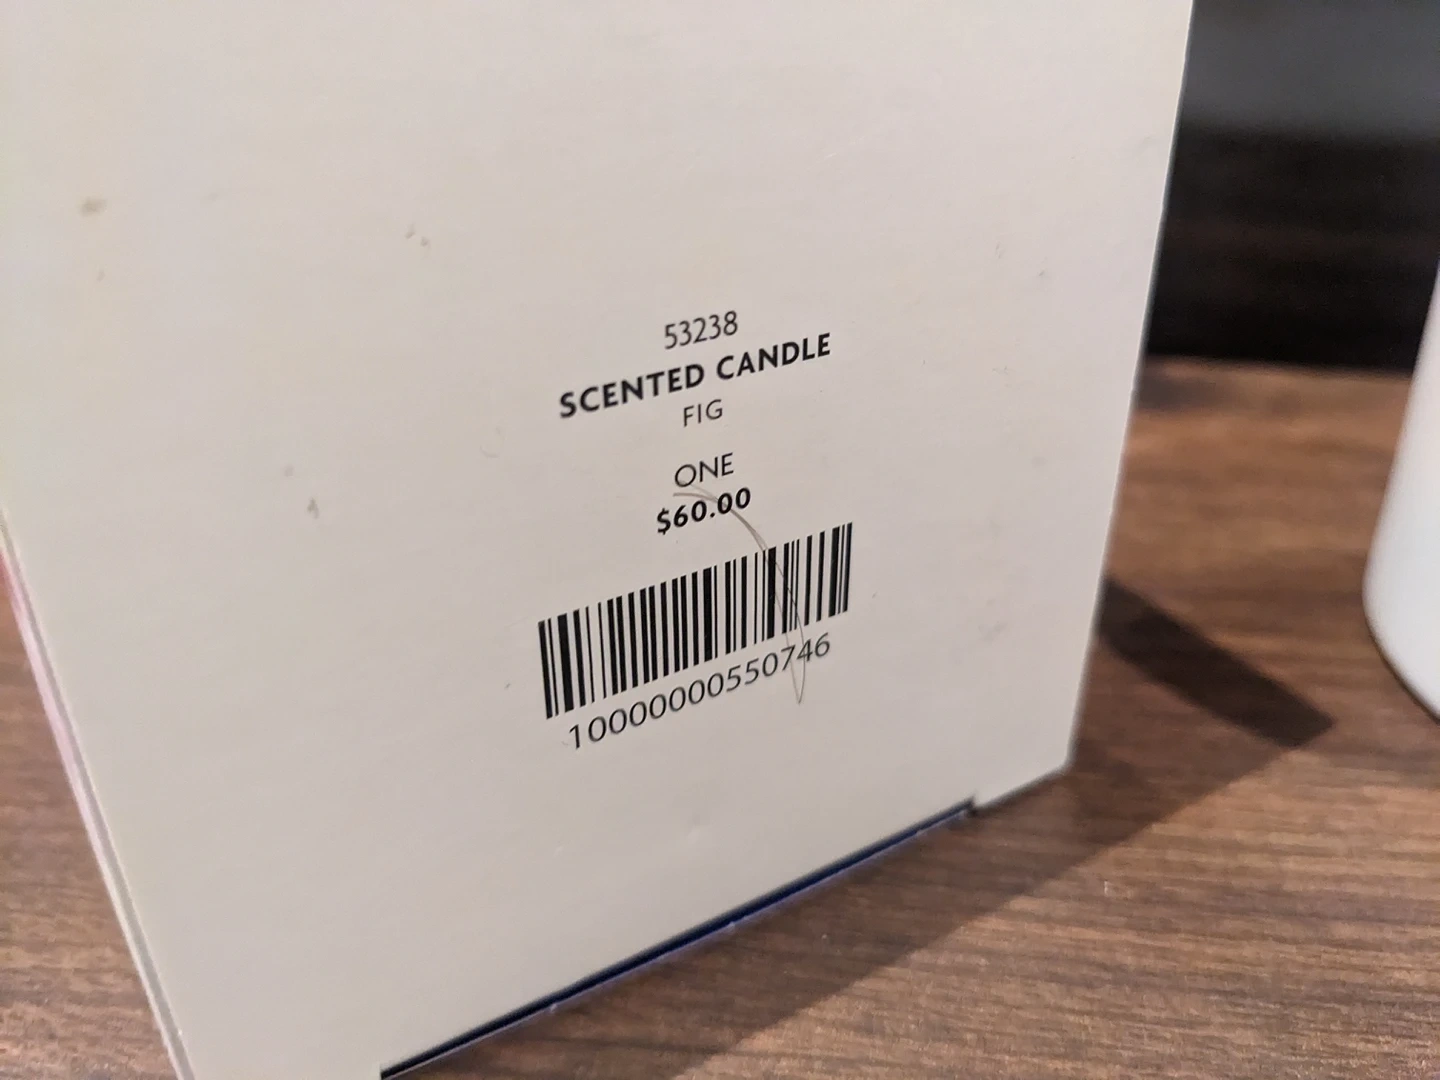 53238
SCENTED CANDLE
FIG
ONE
$60.00
10000000550746